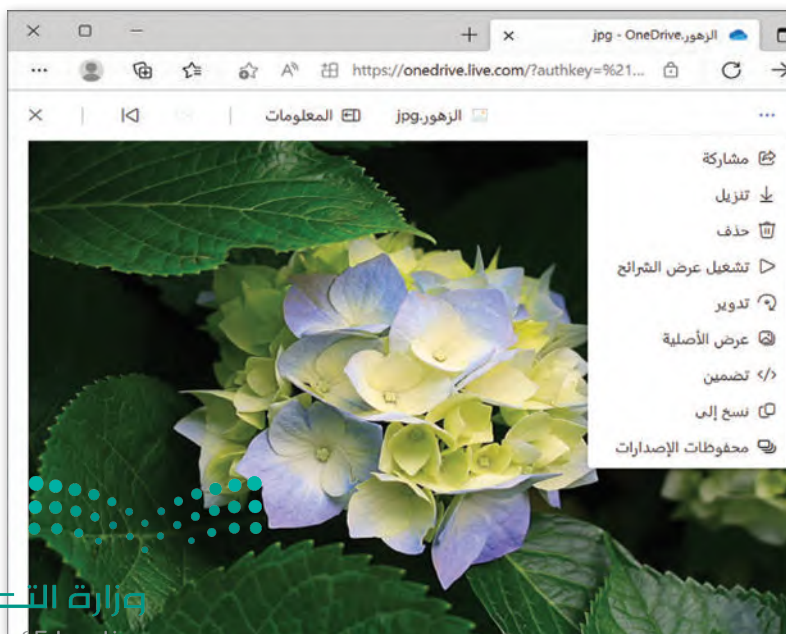 الزهور.jpg - OneDrive
https://onedrive.live.com/?authkey=%21...
الزهور.jpg
المعلومات
مشاركة
تنزيل
حذف
تشغيل عرض الشرائح
تدوير
عرض الأصلية
تضمين
نسخ إلى
محفوظات الإصدارات
وزارة